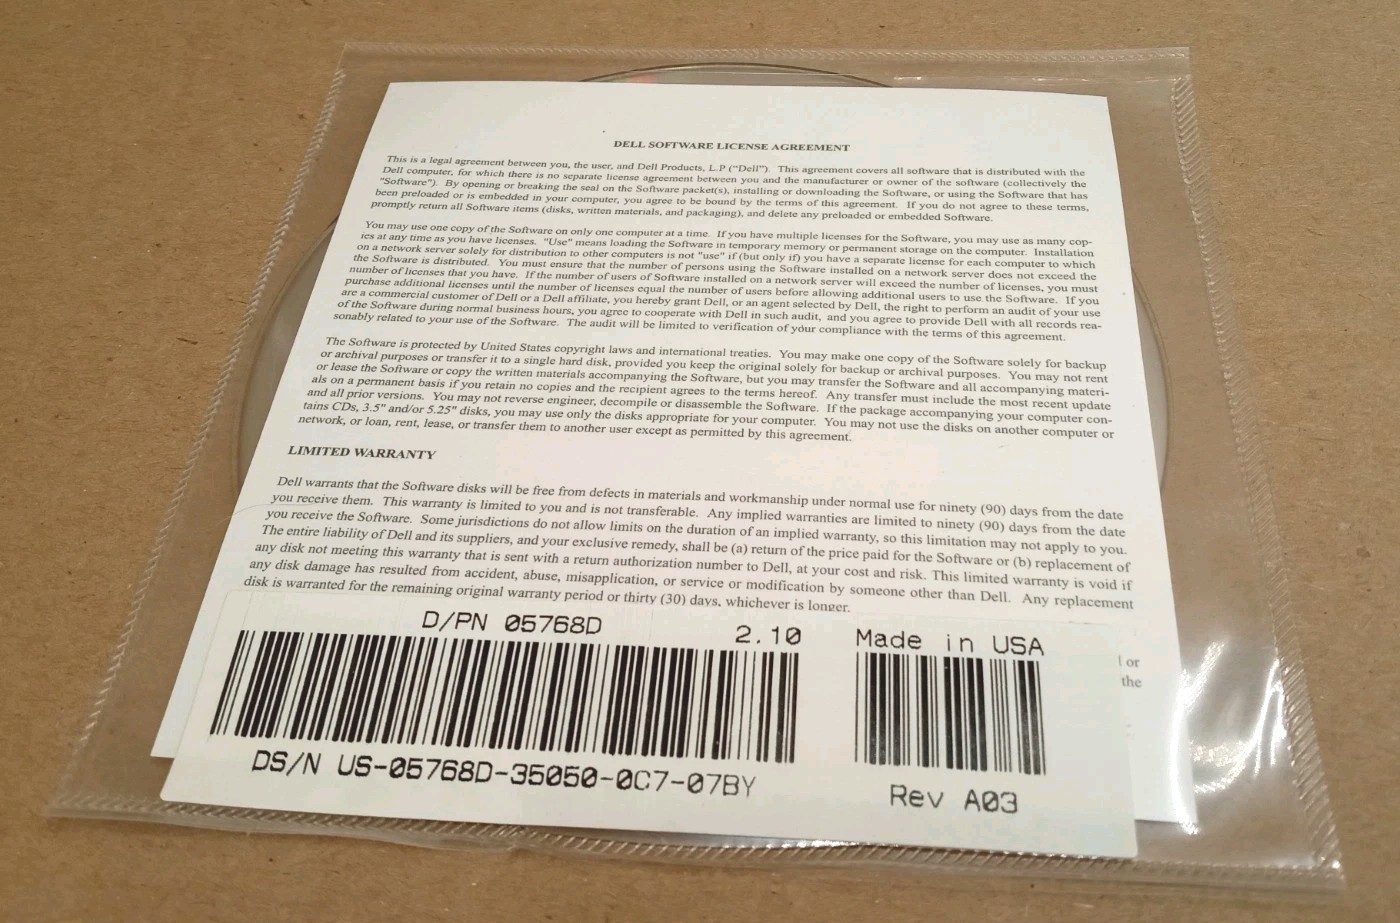 DELL SOFTWARE LICENSE AGREEMENT
This is a legal agreement between you, the user, and Dell Products, L.P ("Dell"). This agreement covers all software that is distributed with the
Dell computer, for which there is no separate license agreement between you and the manufacturer or owner of the software (collectively the
"Software"). By opening or breaking the seal on the Software packet(s), installing or downloading the Software, or using the Software that has
been preloaded or is embedded in your computer, you agree to be bound by the terms of this agreement. If you do not agree to these terms,
promptly return all Software items (disks, written materials, and packaging), and delete any preloaded or embedded Software.
You may use one copy of the Software on only one computer at a time. If you have multiple licenses for the Software, you may use as many cop-
ies at any time as you have licenses. "Use" means loading the Software in temporary memory or permanent storage on the computer. Installation
on a network server solely for distribution to other computers is not "use" if (but only if) you have a separate license for each computer to which
the Software is distributed. You must ensure that the number of persons using the Software installed on a network server does not exceed the
number of licenses that you have. If the number of users of Software installed on a network server will exceed the number of licenses, you must
purchase additional licenses until the number of licenses equal the number of users before allowing additional users to use the Software. If you
are a commercial customer of Dell or a Dell affiliate, you hereby grant Dell, or an agent selected by Dell, the right to perform an audit of your use
of the Software during normal business hours, you agree to cooperate with Dell in such audit, and you agree to provide Dell with all records rea-
sonably related to your use of the Software. The audit will be limited to verification of your compliance with the terms of this agreement.
The Software is protected by United States copyright laws and international treaties. You may make one copy of the Software solely for backup
or archival purposes or transfer it to a single hard disk, provided you keep the original solely for backup or archival purposes. You may not rent
or lease the Software or copy the written materials accompanying the Software, but you may transfer the Software and all accompanying materi-
als on a permanent basis if you retain no copies and the recipient agrees to the terms hereof. Any transfer must include the most recent update
and all prior versions. You may not reverse engineer, decompile or disassemble the Software. If the package accompanying your computer con-
tains CDs, 3.5" and/or 5.25" disks, you may use only the disks appropriate for your computer. You may not use the disks on another computer or
network, or loan, rent, lease, or transfer them to another user except as permitted by this agreement.
LIMITED WARRANTY
Dell warrants that the Software disks will be free from defects in materials and workmanship under normal use for ninety (90) days from the date
you receive them. This warranty is limited to you and is not transferable. Any implied warranties are limited to ninety (90) days from the date
you receive the Software. Some jurisdictions do not allow limits on the duration of an implied warranty, so this limitation may not apply to you.
The entire liability of Dell and its suppliers, and your exclusive remedy, shall be (a) return of the price paid for the Software or (b) replacement of
any disk not meeting this warranty that is sent with a return authorization number to Dell, at your cost and risk. This limited warranty is void if
any disk damage has resulted from accident, abuse, misapplication, or service or modification by someone other than Dell. Any replacement
disk is warranted for the remaining original warranty period or thirty (30) days, whichever is longer.
or
the
D/PN 05768D 2.10 Made in USA
DS/N US-05768D-35050-0C7-07BY
Rev A03